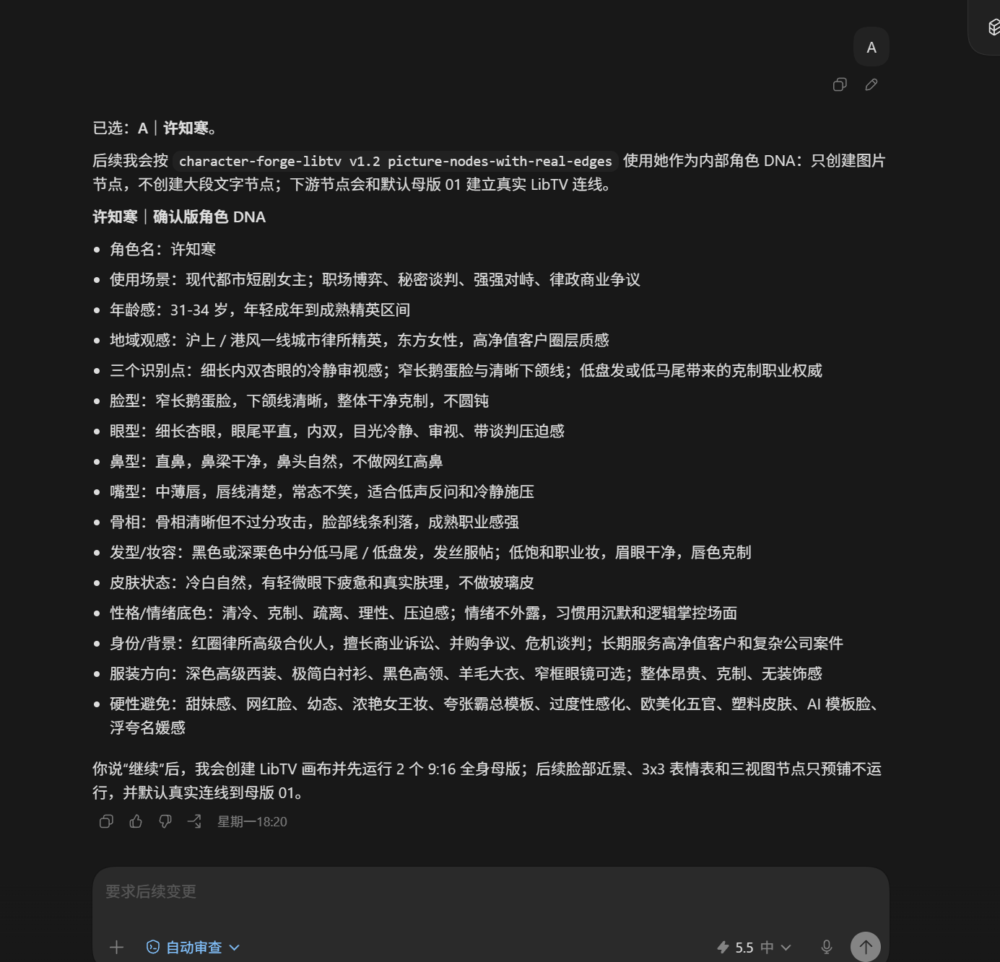 A
已选：A｜许知寒。
后续我会按 character-forge-libtv v1.2 picture-nodes-with-real-edges 使用她作为内部角色 DNA：只创建图片
节点，不创建大段文字节点；下游节点会和默认母版 01 建立真实 LibTV 连线。
许知寒｜确认版角色 DNA
• 角色名：许知寒
• 使用场景：现代都市短剧女主；职场博弈、秘密谈判、强强对峙、律政商业争议
• 年龄感：31-34 岁，年轻成年到成熟精英区间
• 地域观感：沪上 / 港风一线城市律所精英，东方女性，高净值客户圈层质感
• 三个识别点：细长内双杏眼的冷静审视感；窄长鹅蛋脸与清晰下颌线；低盘发或低马尾带来的克制职业权威
• 脸型：窄长鹅蛋脸，下颌线清晰，整体干净克制，不圆钝
• 眼型：细长杏眼，眼尾平直，内双，目光冷静、审视、带谈判压迫感
• 鼻型：直鼻，鼻梁干净，鼻头自然，不做网红高鼻
• 嘴型：中薄唇，唇线清楚，常态不笑，适合低声反问和冷静施压
• 骨相：骨相清晰但不过分攻击，脸部线条利落，成熟职业感强
• 发型/妆容：黑色或深栗色中分低马尾 / 低盘发，发丝服帖；低饱和职业妆，眉眼干净，唇色克制
• 皮肤状态：冷白自然，有轻微眼下疲惫和真实肤理，不做玻璃皮
• 性格/情绪底色：清冷、克制、疏离、理性、压迫感；情绪不外露，习惯用沉默和逻辑掌控场面
• 身份/背景：红圈律所高级合伙人，擅长商业诉讼、并购争议、危机谈判；长期服务高净值客户和复杂公司案件
• 服装方向：深色高级西装、极简白衬衫、黑色高领、羊毛大衣、窄框眼镜可选；整体昂贵、克制、无装饰感
• 硬性避免：甜妹感、网红脸、幼态、浓艳女王妆、夸张霸总模板、过度性感化、欧美化五官、塑料皮肤、AI 模板脸、
浮夸名媛感
你说“继续”后，我会创建 LibTV 画布并先运行 2 个 9:16 全身母版；后续脸部近景、3x3 表情表和三视图节点只预铺不运
行，并默认真实连线到母版 01。
星期一18:20
要求后续变更
自动审查
5.5 中